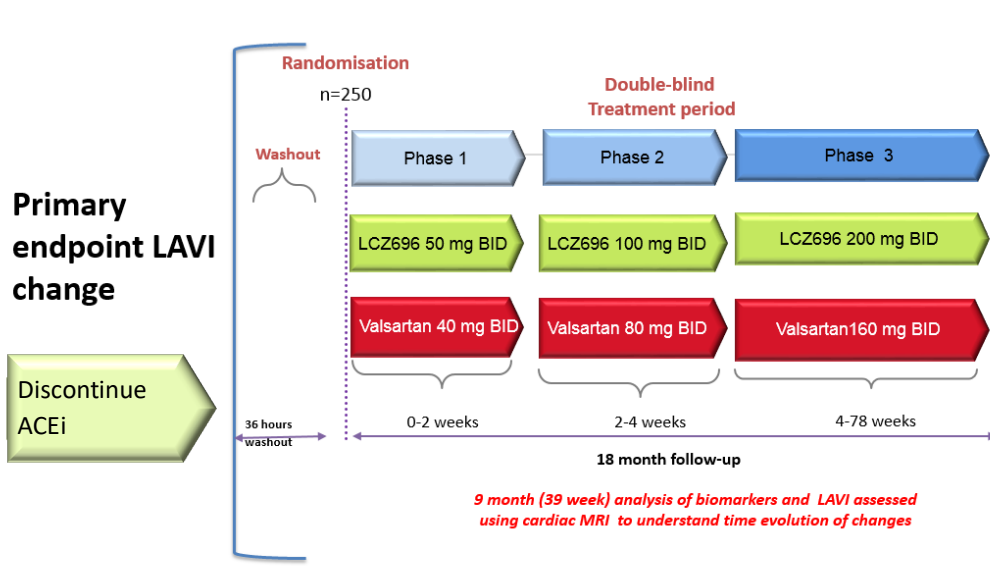 Randomisation
n=250
Double-blind
Treatment period
Washout
Phase 1
Phase 2
Phase 3
Primary
endpoint LAVI
change
LCZ696 50 mg BID
LCZ696 100 mg BID
LCZ696 200 mg BID
Valsartan 40 mg BID
Valsartan 80 mg BID
Valsartan160 mg BID
Discontinue
ACEi
36 hours
washout
0-2 weeks
2-4 weeks
4-78 weeks
18 month follow-up
9 month (39 week) analysis of biomarkers and LAVI assessed
using cardiac MRI to understand time evolution of changes